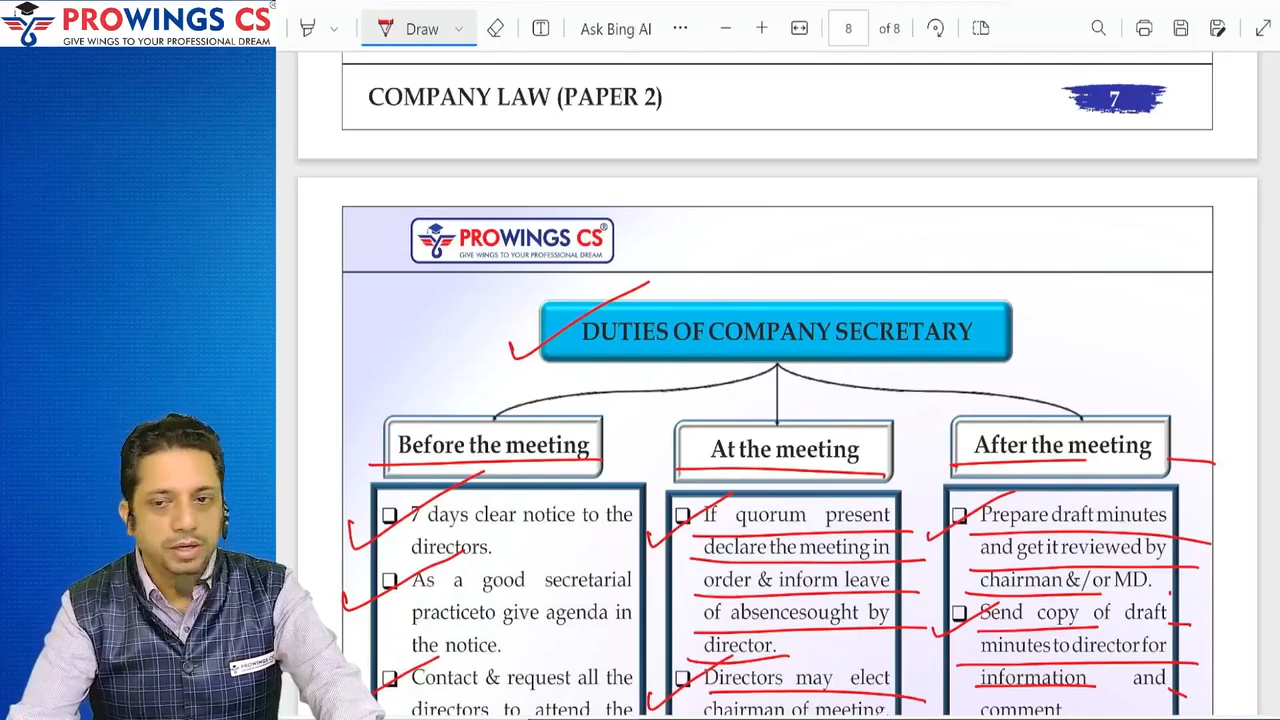 PROWINGS CS®
GIVE WINGS TO YOUR PROFESSIONAL DREAM
Draw
Ask Bing AI
8
of 8
COMPANY LAW (PAPER 2)
7
PROWINGS CS®
GIVE WINGS TO YOUR PROFESSIONAL DREAM
DUTIES OF COMPANY SECRETARY
Before the meeting
7 days clear notice to the
directors.
As a good secretarial
practiceto give agenda in
the notice.
Contact & request all the
directors to attend the
At the meeting
If quorum present
declare the meeting in
order & inform leave
of absencesought by
director.
Directors may elect
chairman of meeting.
After the meeting
Prepare draft minutes
and get it reviewed by
chairman &/or MD.
Send copy of draft
minutes to director for
information and
comment
PROWINGS CS